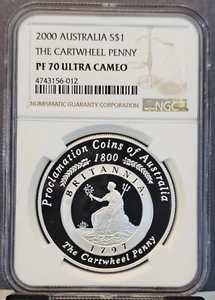 2000 AUSTRALIA S$1
THE CARTWHEEL PENNY
PF 70 ULTRA CAMEO
4743156-012
NUMISMATIC GUARANTY CORPORATION
NGC
Proclamation Coins of Australia
1800
BRITANNIA
1797
The Cartwheel Penny